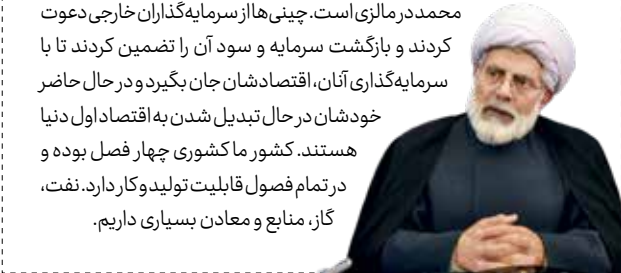 محمد در مالزی است. چینی‌ها از سرمایه‌گذاران خارجی دعوت
کردند و بازگشت سرمایه و سود آن را تضمین کردند تا با
سرمایه‌گذاری آنان، اقتصادشان جان بگیرد و در حال حاضر
خودشان در حال تبدیل شدن به اقتصاد اول دنیا
هستند. کشور ما کشوری چهار فصل بوده و
در تمام فصول قابلیت تولید و کار دارد. نفت،
گاز، منابع و معادن بسیاری داریم.